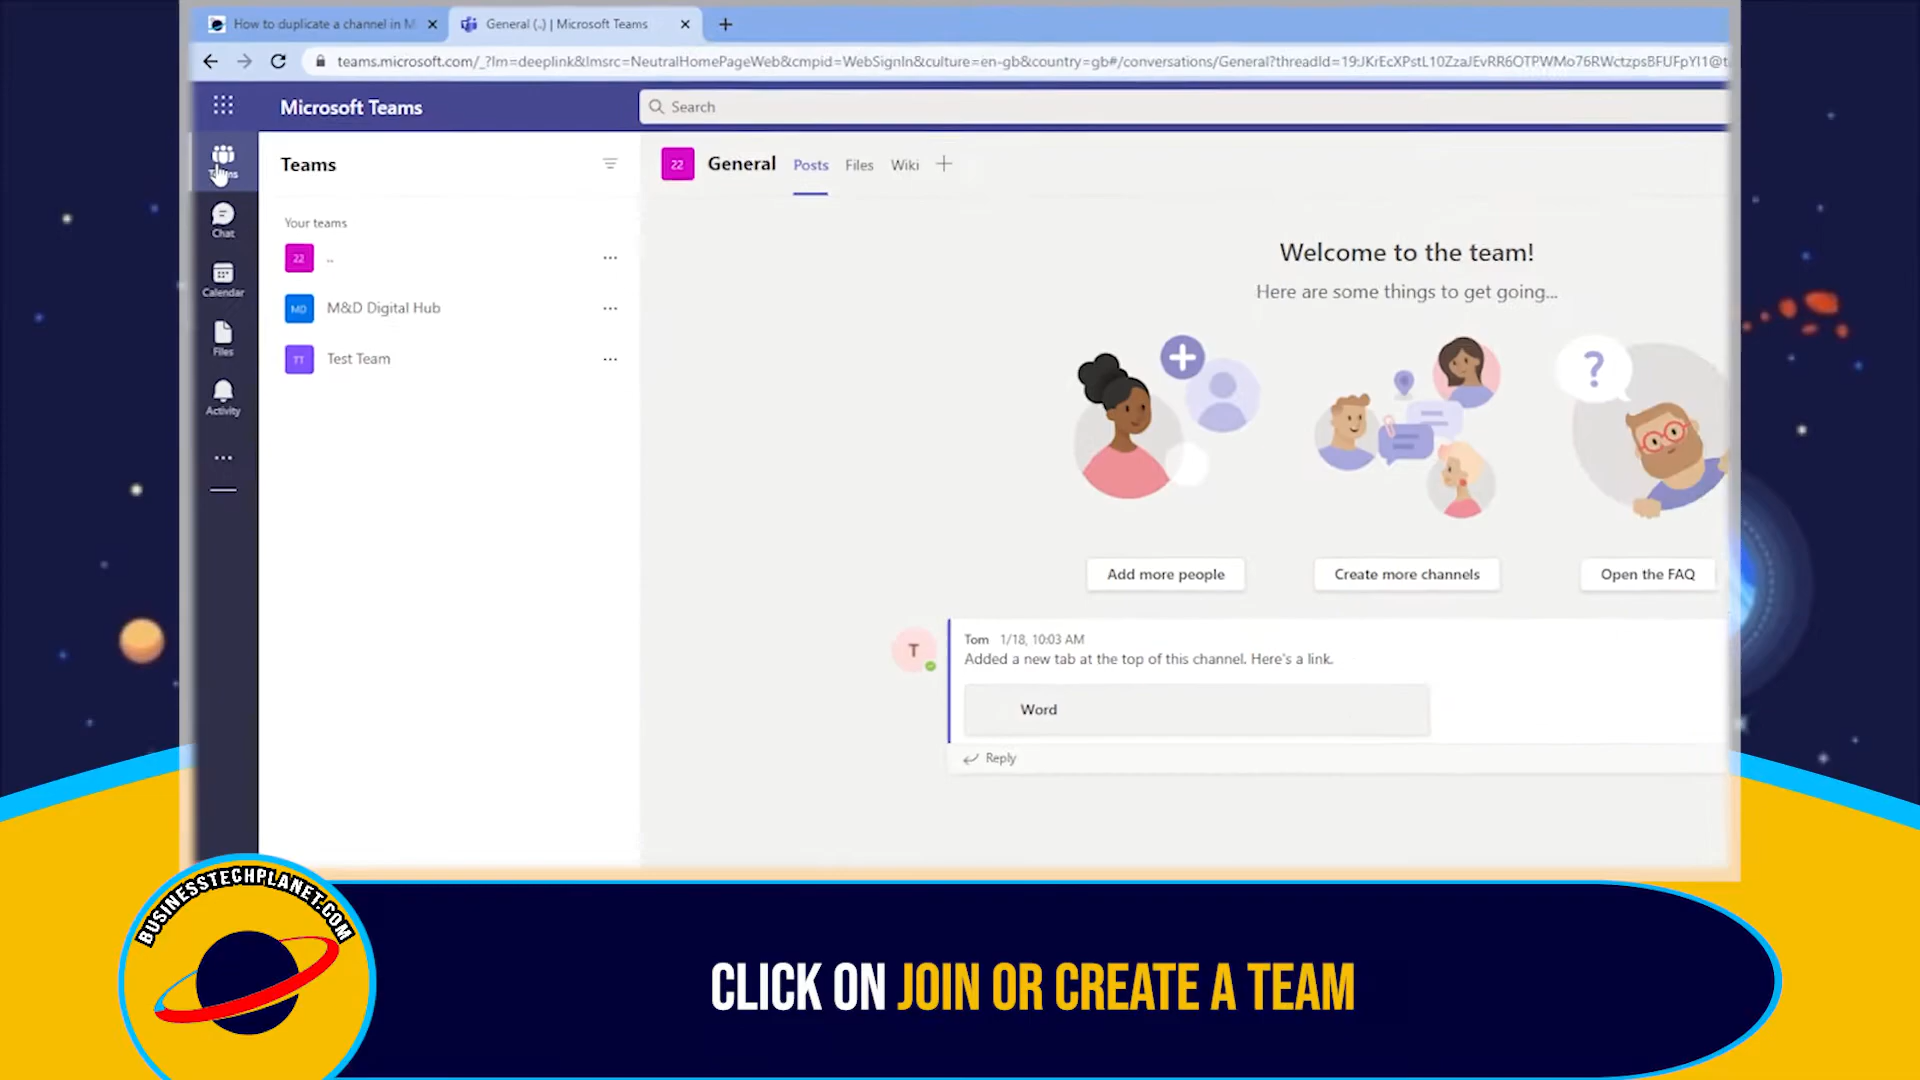 How to duplicate a channel in M
General (..) | Microsoft Teams
teams.microsoft.com/_?lm=deeplink&lmsrc=NeutralHomePageWeb&cmpid=WebSignIn&culture=en-gb&country=gb#/conversations/General?threadId=19:JKrEcXPstL10ZzaJEvRR6OTPWMo76RWctzpsBFUFpYI1@t
Microsoft Teams
Search
Teams
General
Posts
Files
Wiki
22
Chat
Calendar
Files
Activity
Your teams
22 ..
MD M&D Digital Hub
TT Test Team
Welcome to the team!
Here are some things to get going...
?
Add more people
Create more channels
Open the FAQ
T
Tom 1/18, 10:03 AM
Added a new tab at the top of this channel. Here's a link.
Word
Reply
BUSINESSTECHPLANET.COM
CLICK ON JOIN OR CREATE A TEAM